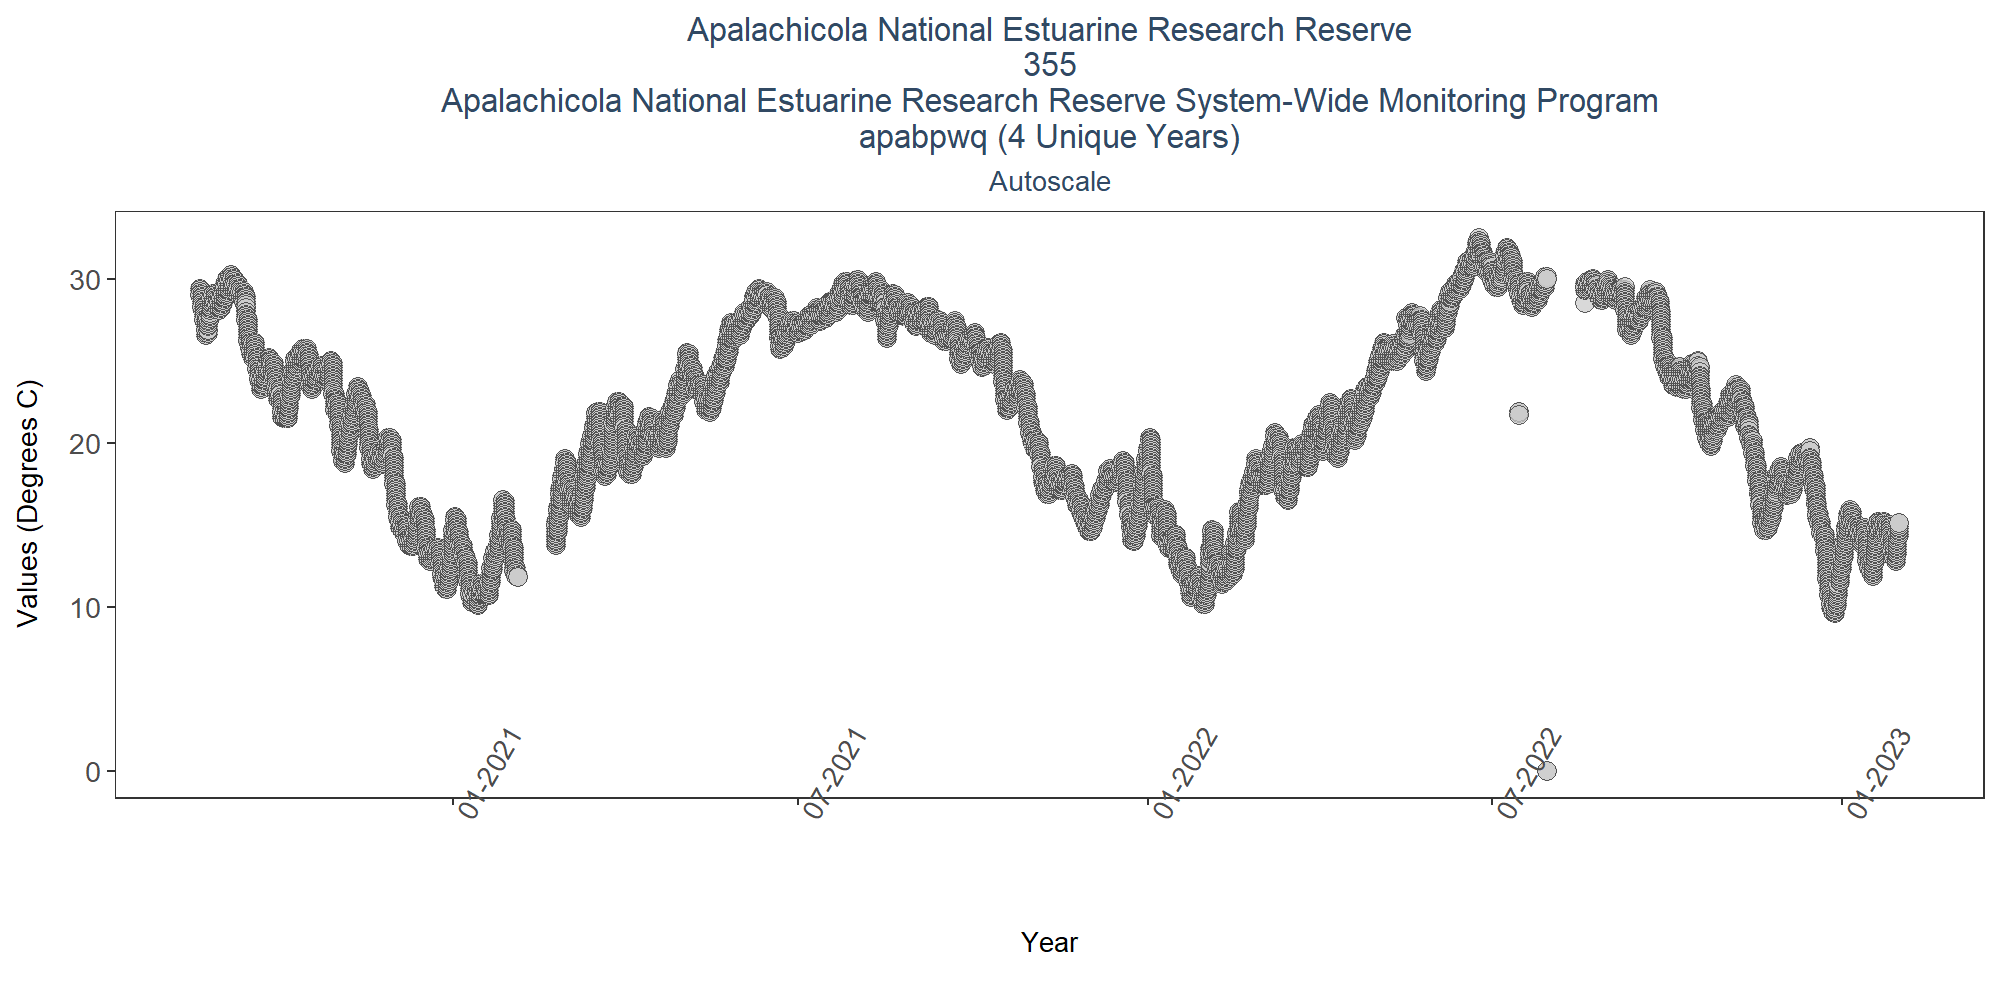 Apalachicola National Estuarine Research Reserve
355
Apalachicola National Estuarine Research Reserve System-Wide Monitoring Program
apabpwq (4 Unique Years)
Autoscale
Values (Degrees C)
30
20
10
0
01-2021
07-2021
01-2022
07-2022
01-2023
Year